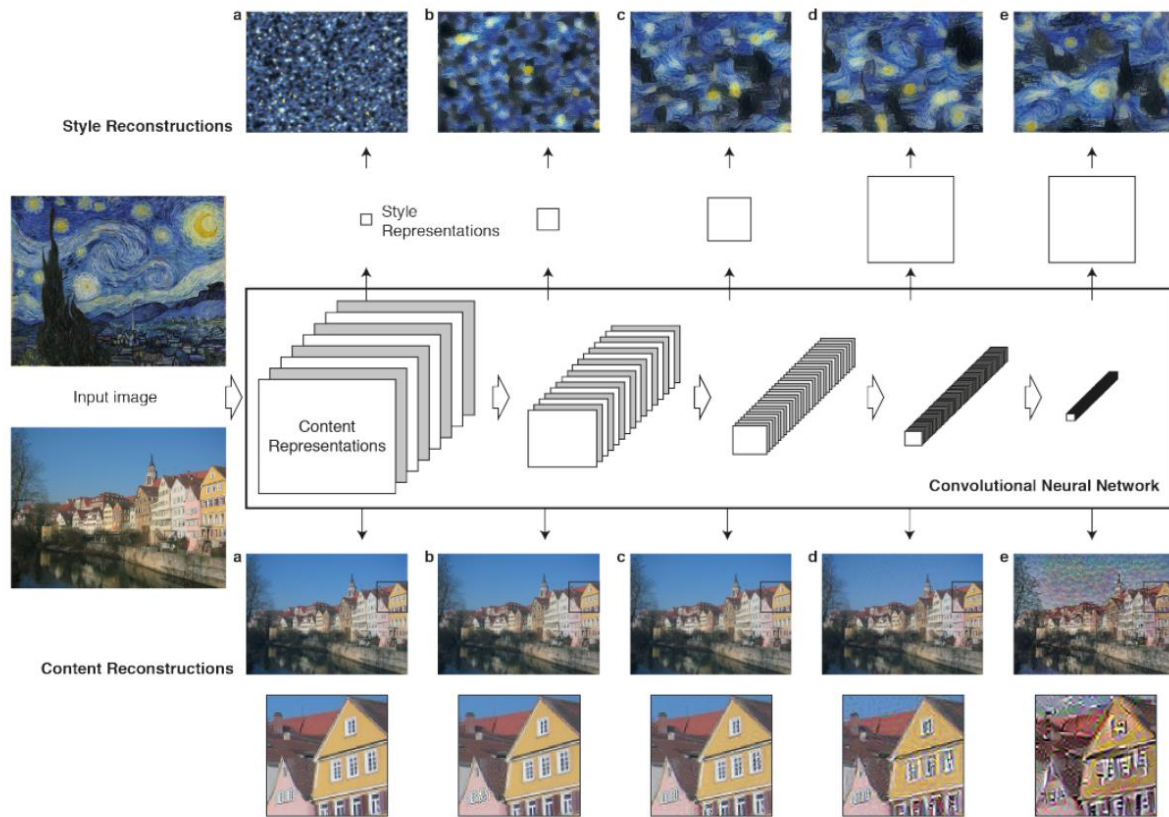 a
b
c
d
e
Style Reconstructions
Style
Representations
Input image
Content
Representations
Convolutional Neural Network
a
b
c
d
e
Content Reconstructions